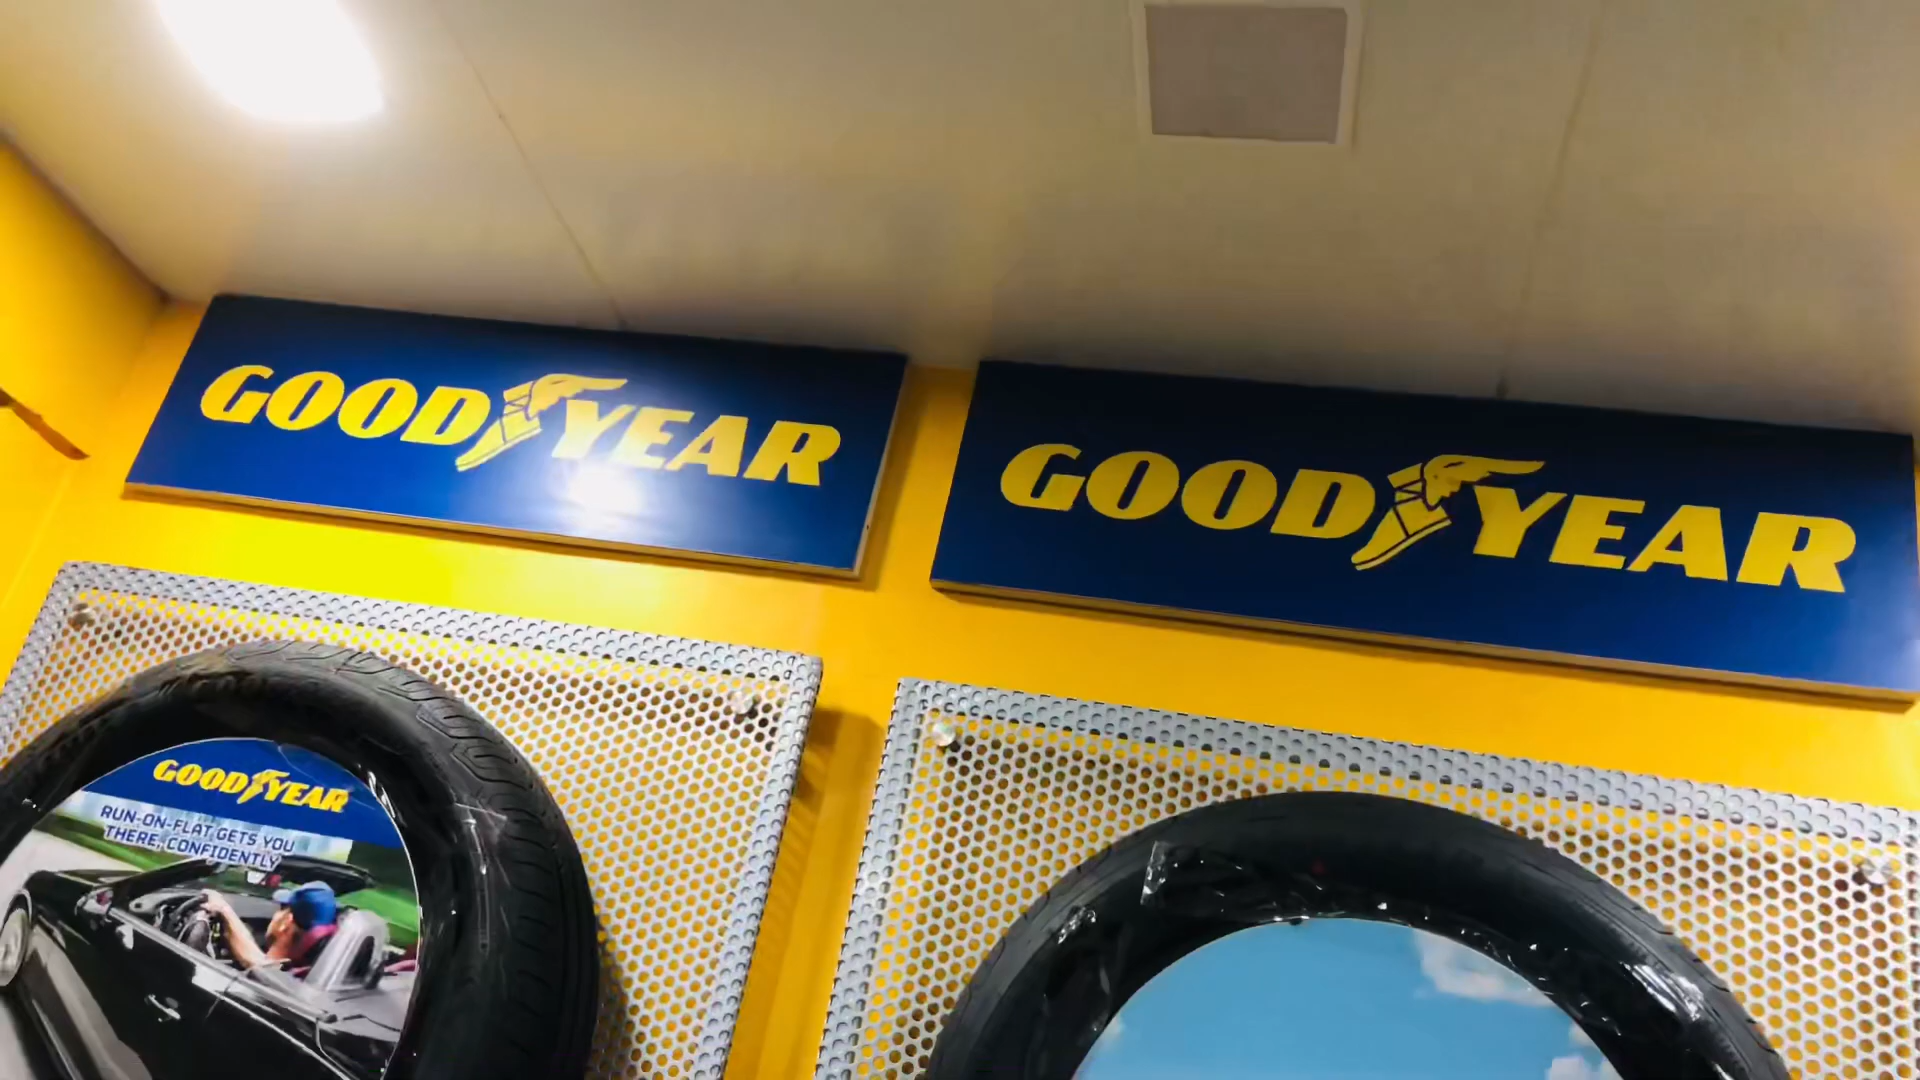 GOODYEAR
GOODYEAR
GOODYEAR
RUN-ON-FLAT GETS YOU
THERE, CONFIDENTLY